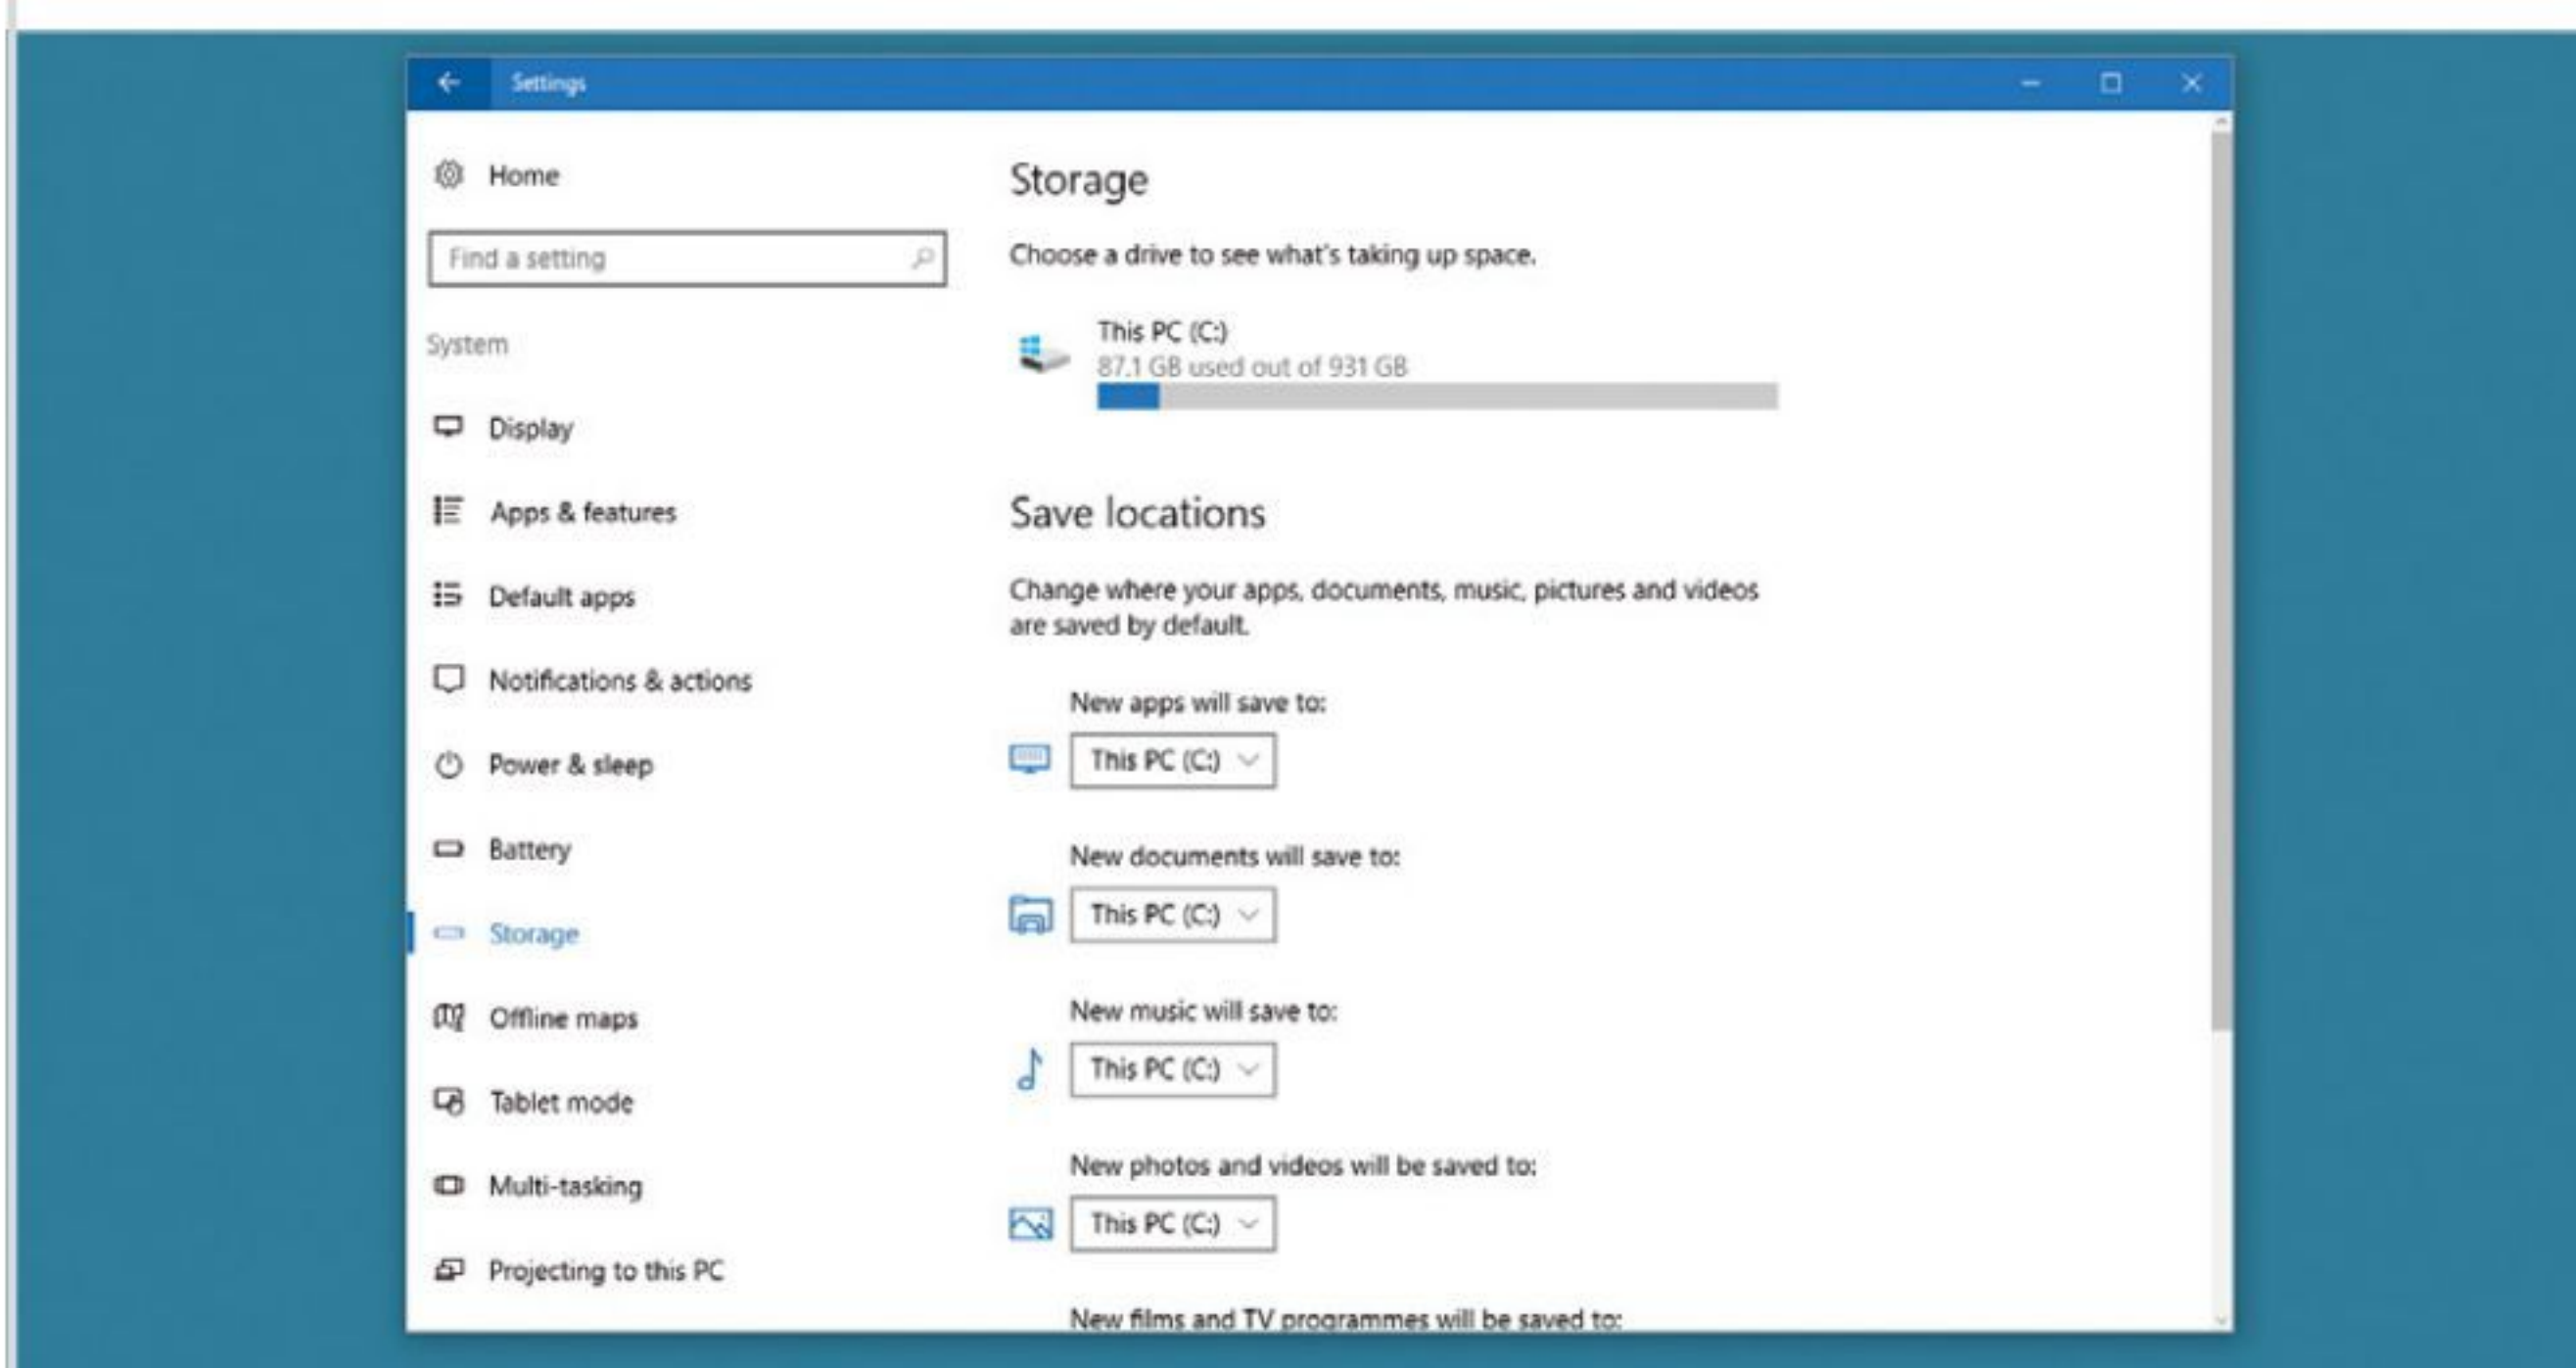 Settings
Home
Find a setting
System
Display
Apps & features
Default apps
Notifications & actions
Power & sleep
Battery
Storage
Offline maps
Tablet mode
Multi-tasking
Projecting to this PC
Storage
Choose a drive to see what's taking up space.
This PC (C:)
87.1 GB used out of 931 GB
Save locations
Change where your apps, documents, music, pictures and videos
are saved by default.
New apps will save to:
This PC (C:)
New documents will save to:
This PC (C:)
New music will save to:
This PC (C:)
New photos and videos will be saved to:
This PC (C:)
New films and TV programmes will be saved to: